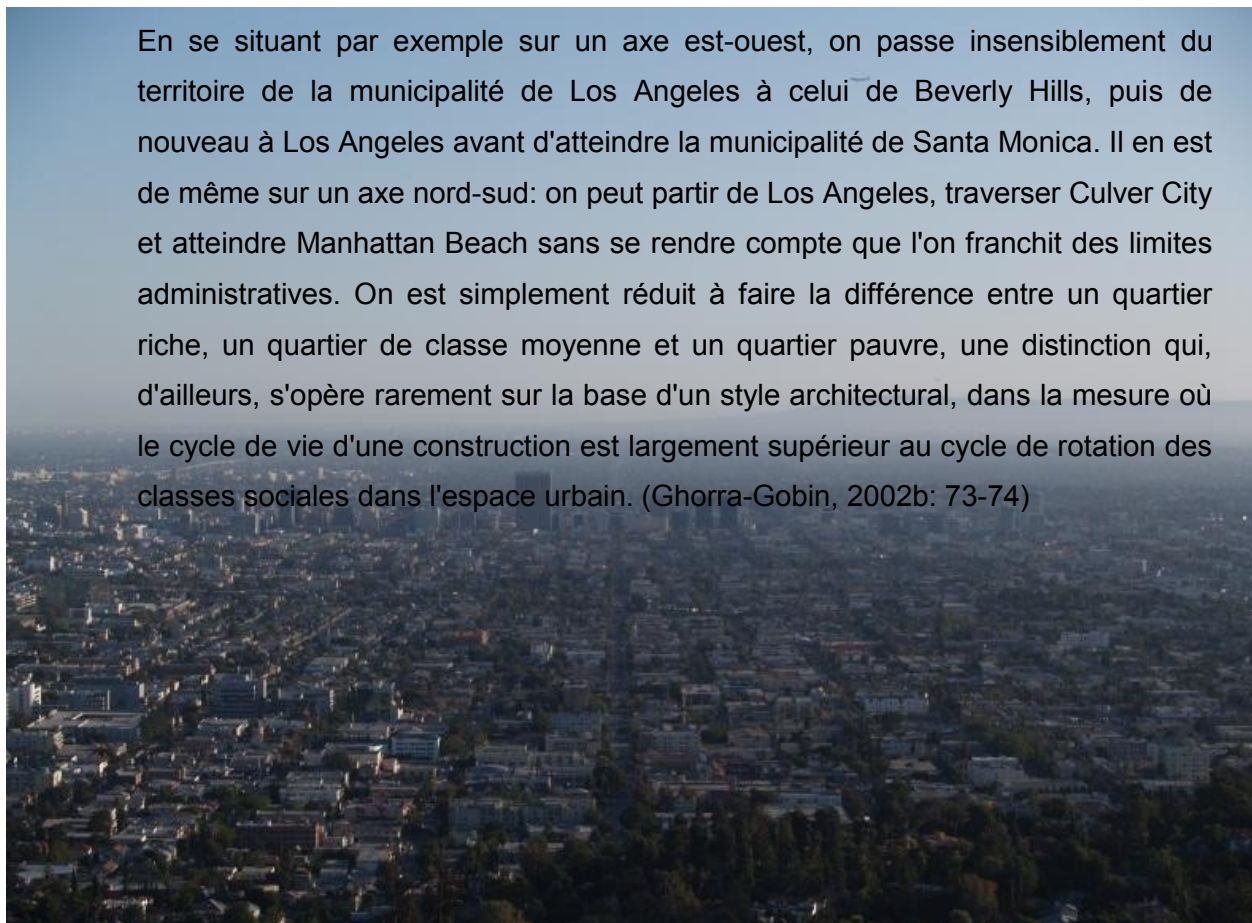 En se situant par exemple sur un axe est-ouest, on passe insensiblement du
territoire de la municipalité de Los Angeles à celui de Beverly Hills, puis de
nouveau à Los Angeles avant d'atteindre la municipalité de Santa Monica. Il en est
de même sur un axe nord-sud: on peut partir de Los Angeles, traverser Culver City
et atteindre Manhattan Beach sans se rendre compte que l'on franchit des limites
administratives. On est simplement réduit à faire la différence entre un quartier
riche, un quartier de classe moyenne et un quartier pauvre, une distinction qui,
d'ailleurs, s'opère rarement sur la base d'un style architectural, dans la mesure où
le cycle de vie d'une construction est largement supérieur au cycle de rotation des
classes sociales dans l'espace urbain. (Ghorra-Gobin, 2002b: 73-74)